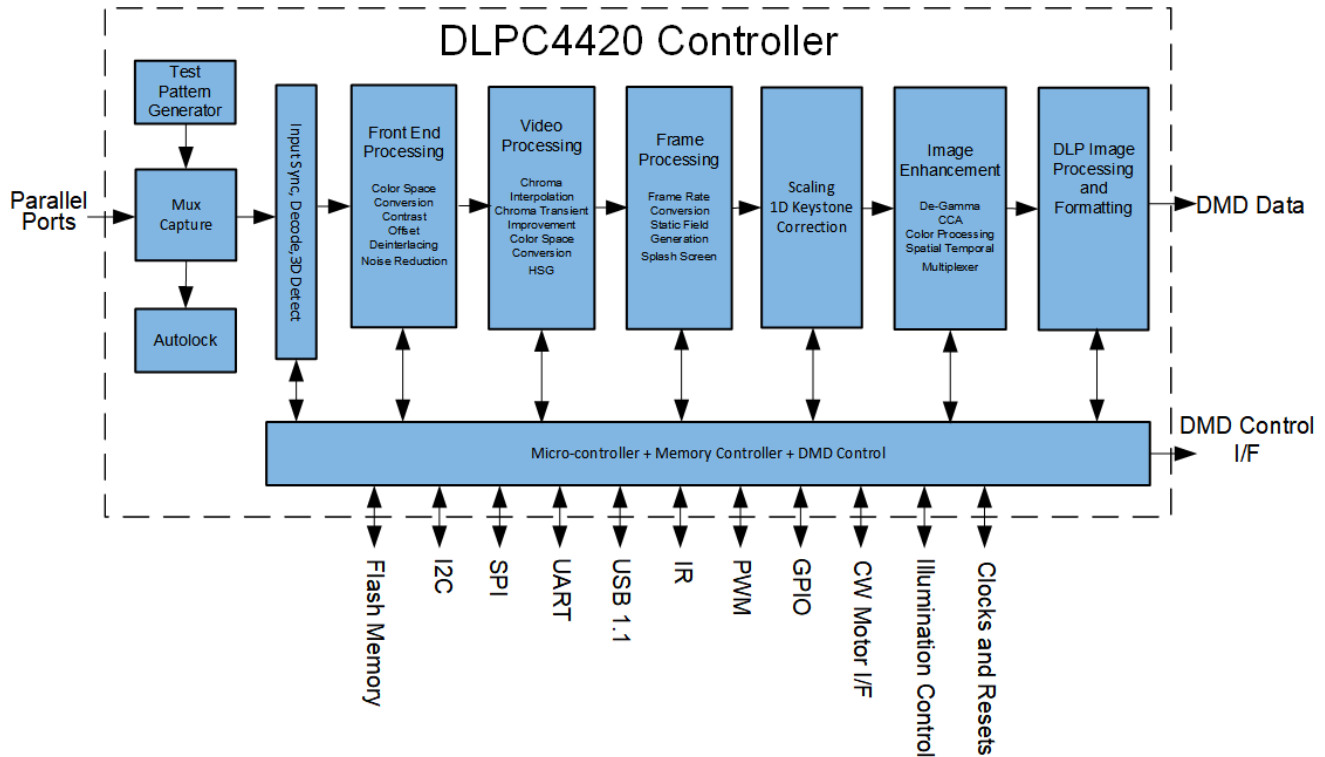 DLPC4420 Controller
Test
Pattern
Generator
Parallel
Ports
Mux
Capture
Autolock
Input Sync, Decode,3D Detect
Front End
Processing
Color Space
Conversion
Contrast
Offset
Deinterlacing
Noise Reduction
Video
Processing
Chroma
Interpolation
Chroma Transient
Improvement
Color Space
Conversion
HSG
Frame
Processing
Frame Rate
Conversion
Static Field
Generation
Splash Screen
Scaling
1D Keystone
Correction
Image
Enhancement
De-Gamma
CCA
Color Processing
Spatial Temporal
Multiplexer
DLP Image
Processing
and
Formatting
DMD Data
Micro-controller + Memory Controller + DMD Control
DMD Control
I/F
Flash Memory
I2C
SPI
UART
USB 1.1
IR
PWM
GPIO
CW Motor I/F
Illumination Control
Clocks and Resets